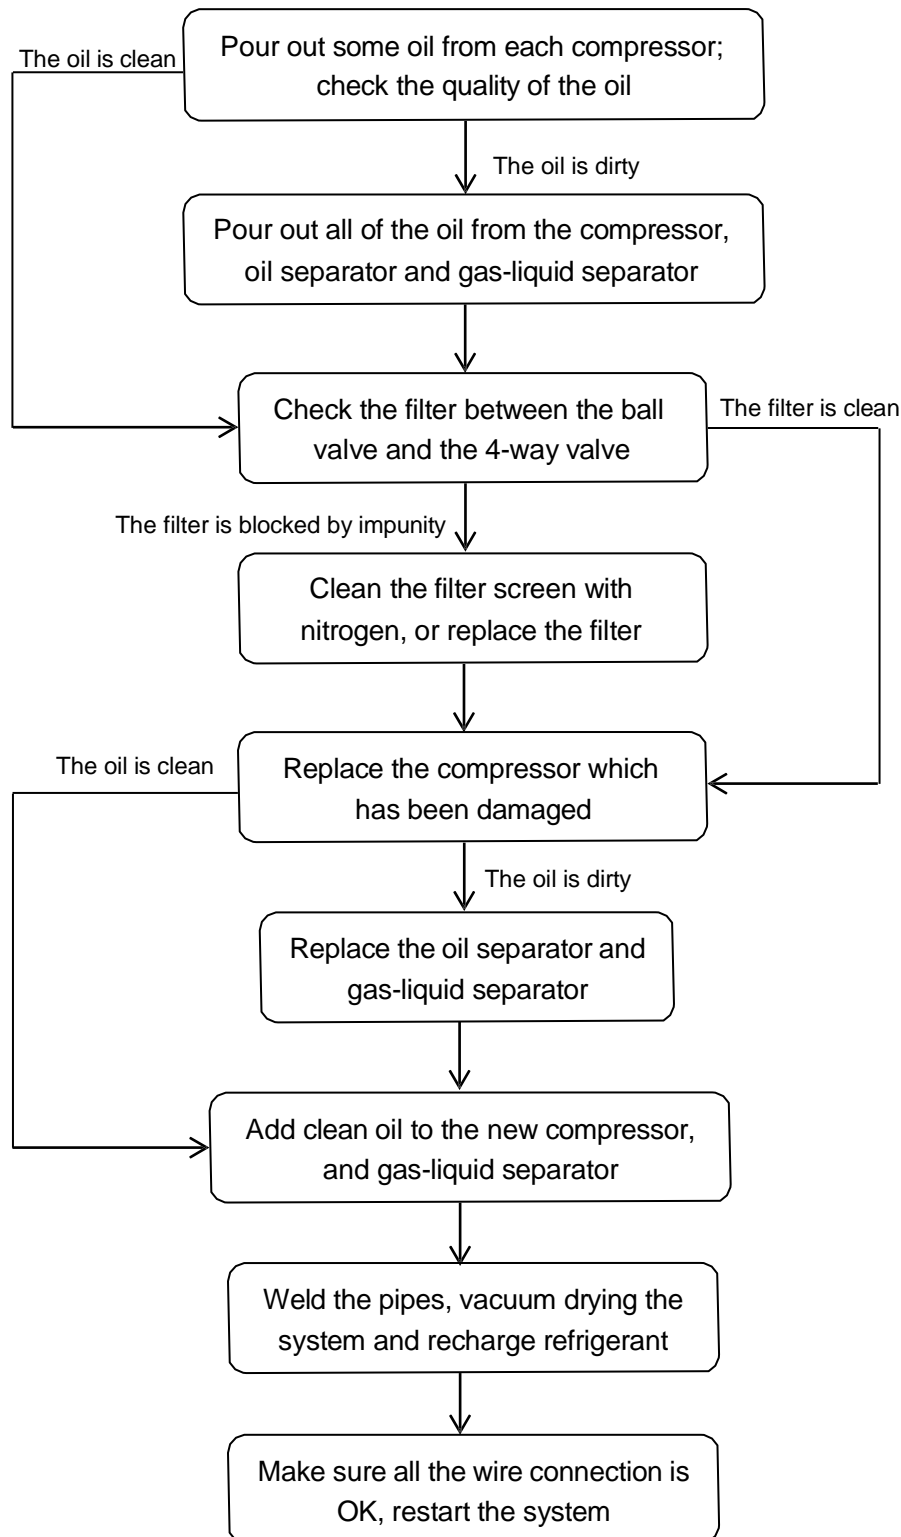 Pour out some oil from each compressor;
check the quality of the oil
The oil is clean
The oil is dirty
Pour out all of the oil from the compressor,
oil separator and gas-liquid separator
Check the filter between the ball
valve and the 4-way valve
The filter is clean
The filter is blocked by impunity
Clean the filter screen with
nitrogen, or replace the filter
Replace the compressor which
has been damaged
The oil is clean
The oil is dirty
Replace the oil separator and
gas-liquid separator
Add clean oil to the new compressor,
and gas-liquid separator
Weld the pipes, vacuum drying the
system and recharge refrigerant
Make sure all the wire connection is
OK, restart the system